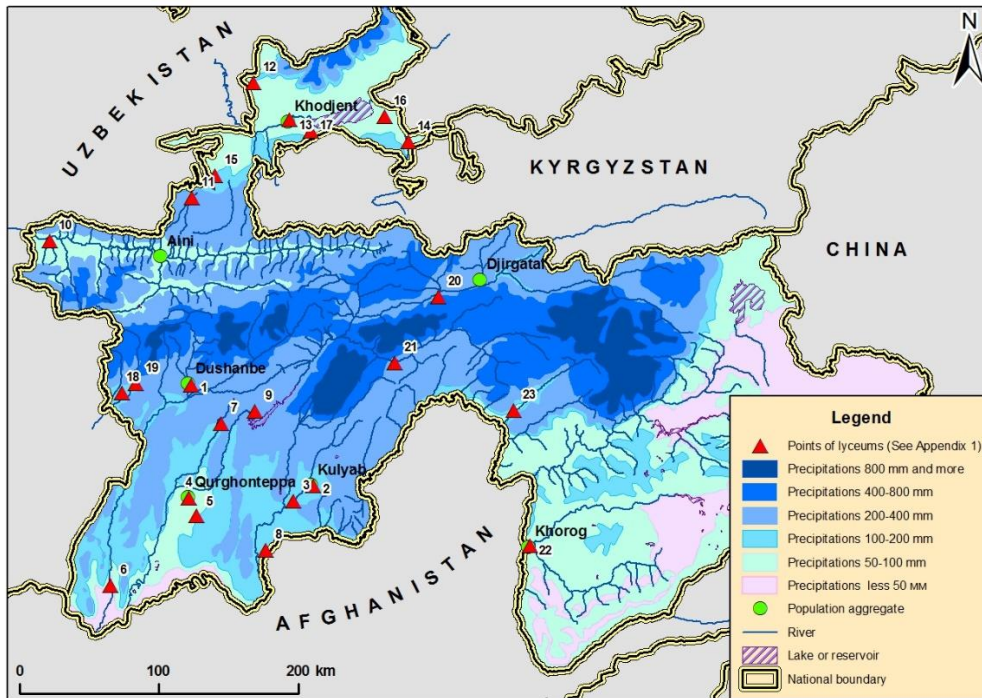 UZBEKISTAN
KYRGYZSTAN
CHINA
AFGHANISTAN
N
12
Khodjent
13
17
16
14
15
11
10
Aini
Djirgatal
20
21
19
18
Dushanbe
1
7
9
23
4
Qurghonteppa
5
3
Kulyab
2
8
6
Khorog
22
0 100 200 km
Legend
Points of lyceums (See Appendix 1)
Precipitations 800 mm and more
Precipitations 400-800 mm
Precipitations 200-400 mm
Precipitations 100-200 mm
Precipitations 50-100 mm
Precipitations less 50 мм
Population aggregate
River
Lake or reservoir
National boundary